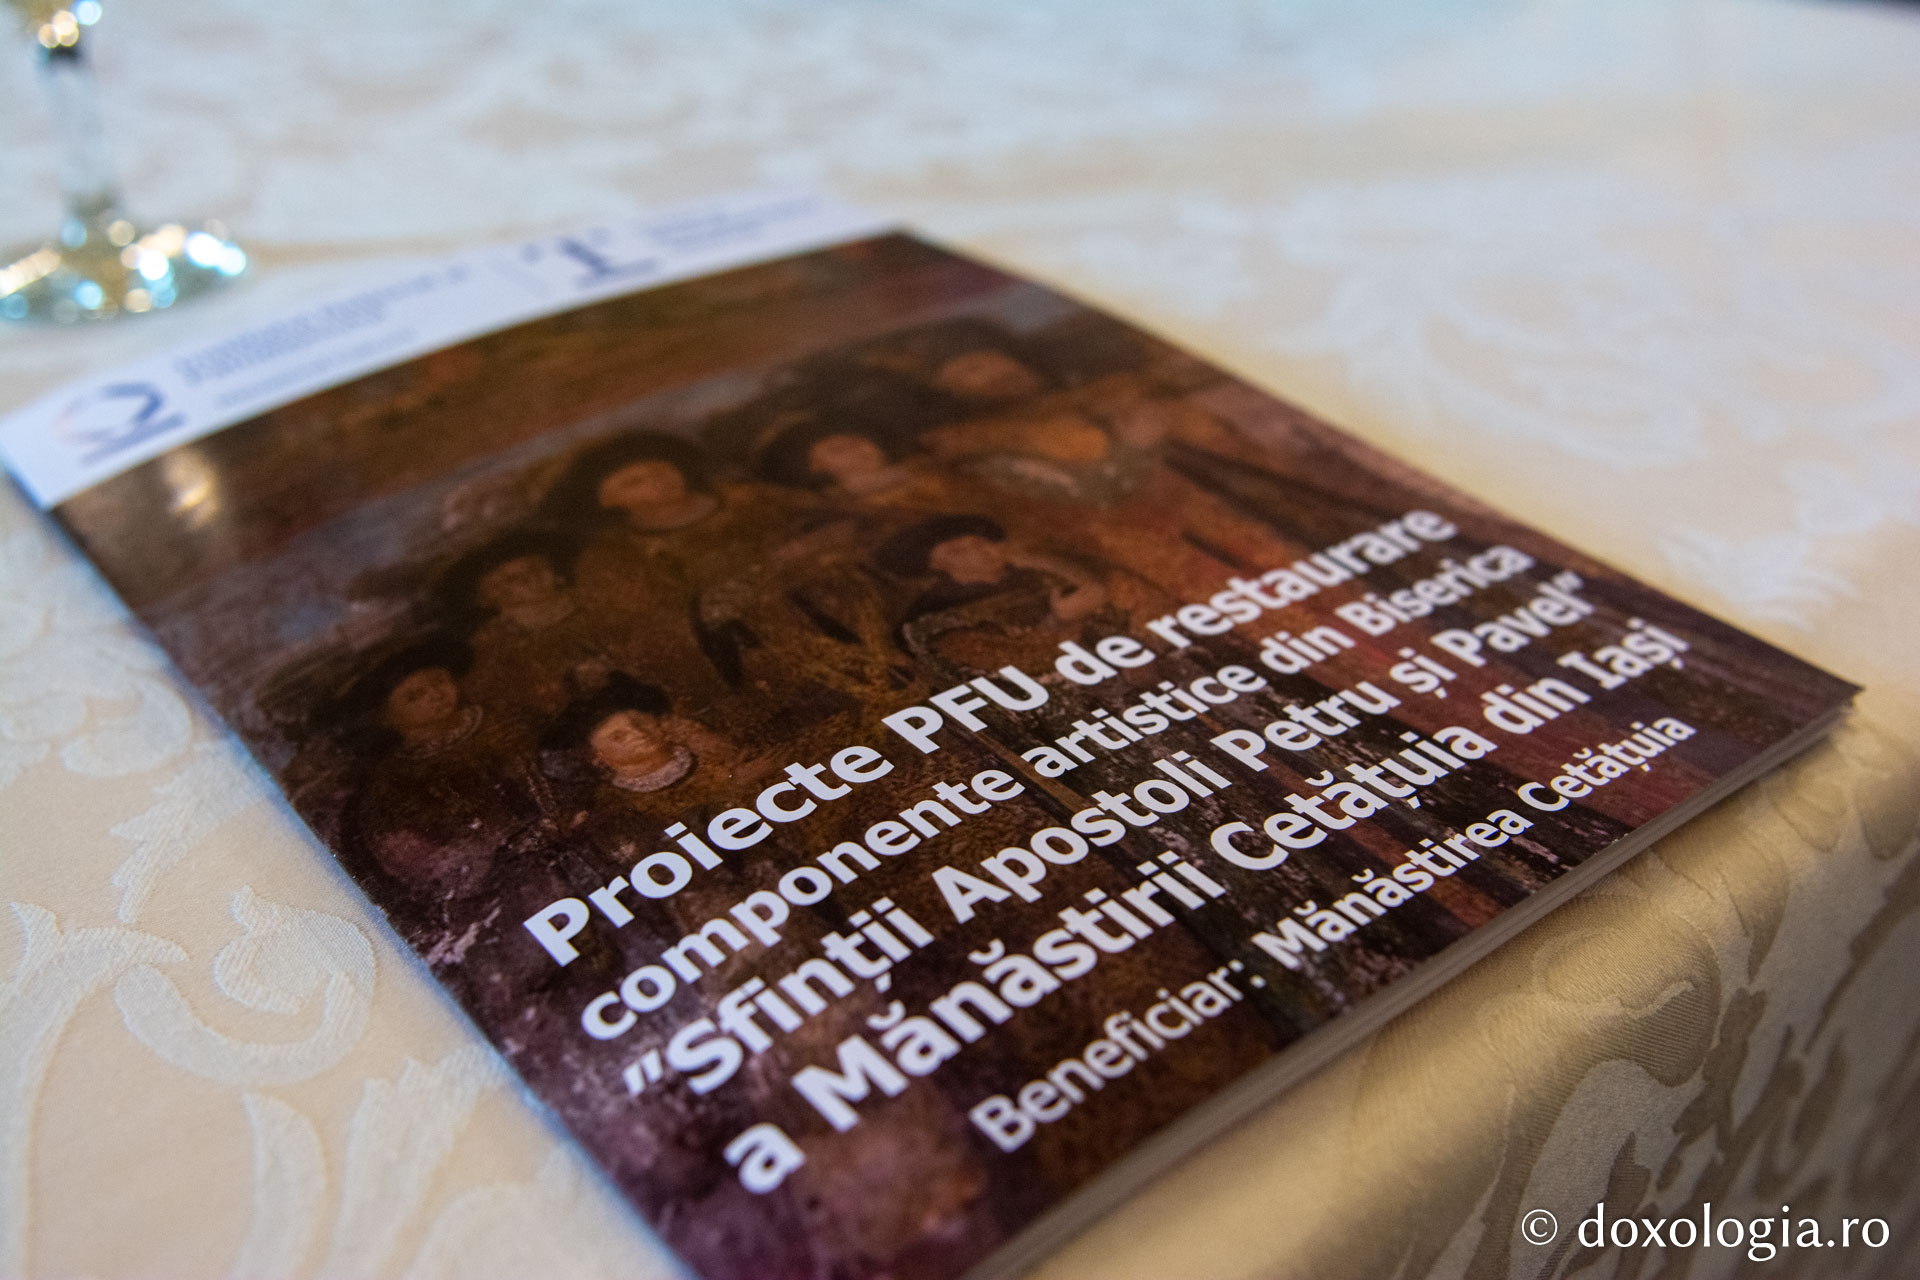 Proiecte PFU de restaurare
componente artistice din Biserica
”Sfinții Apostoli Petru și Pavel”
a Mănăstirii Cetățuia din Iași
Beneficiar: Mănăstirea Cetățuia
© doxologia.ro